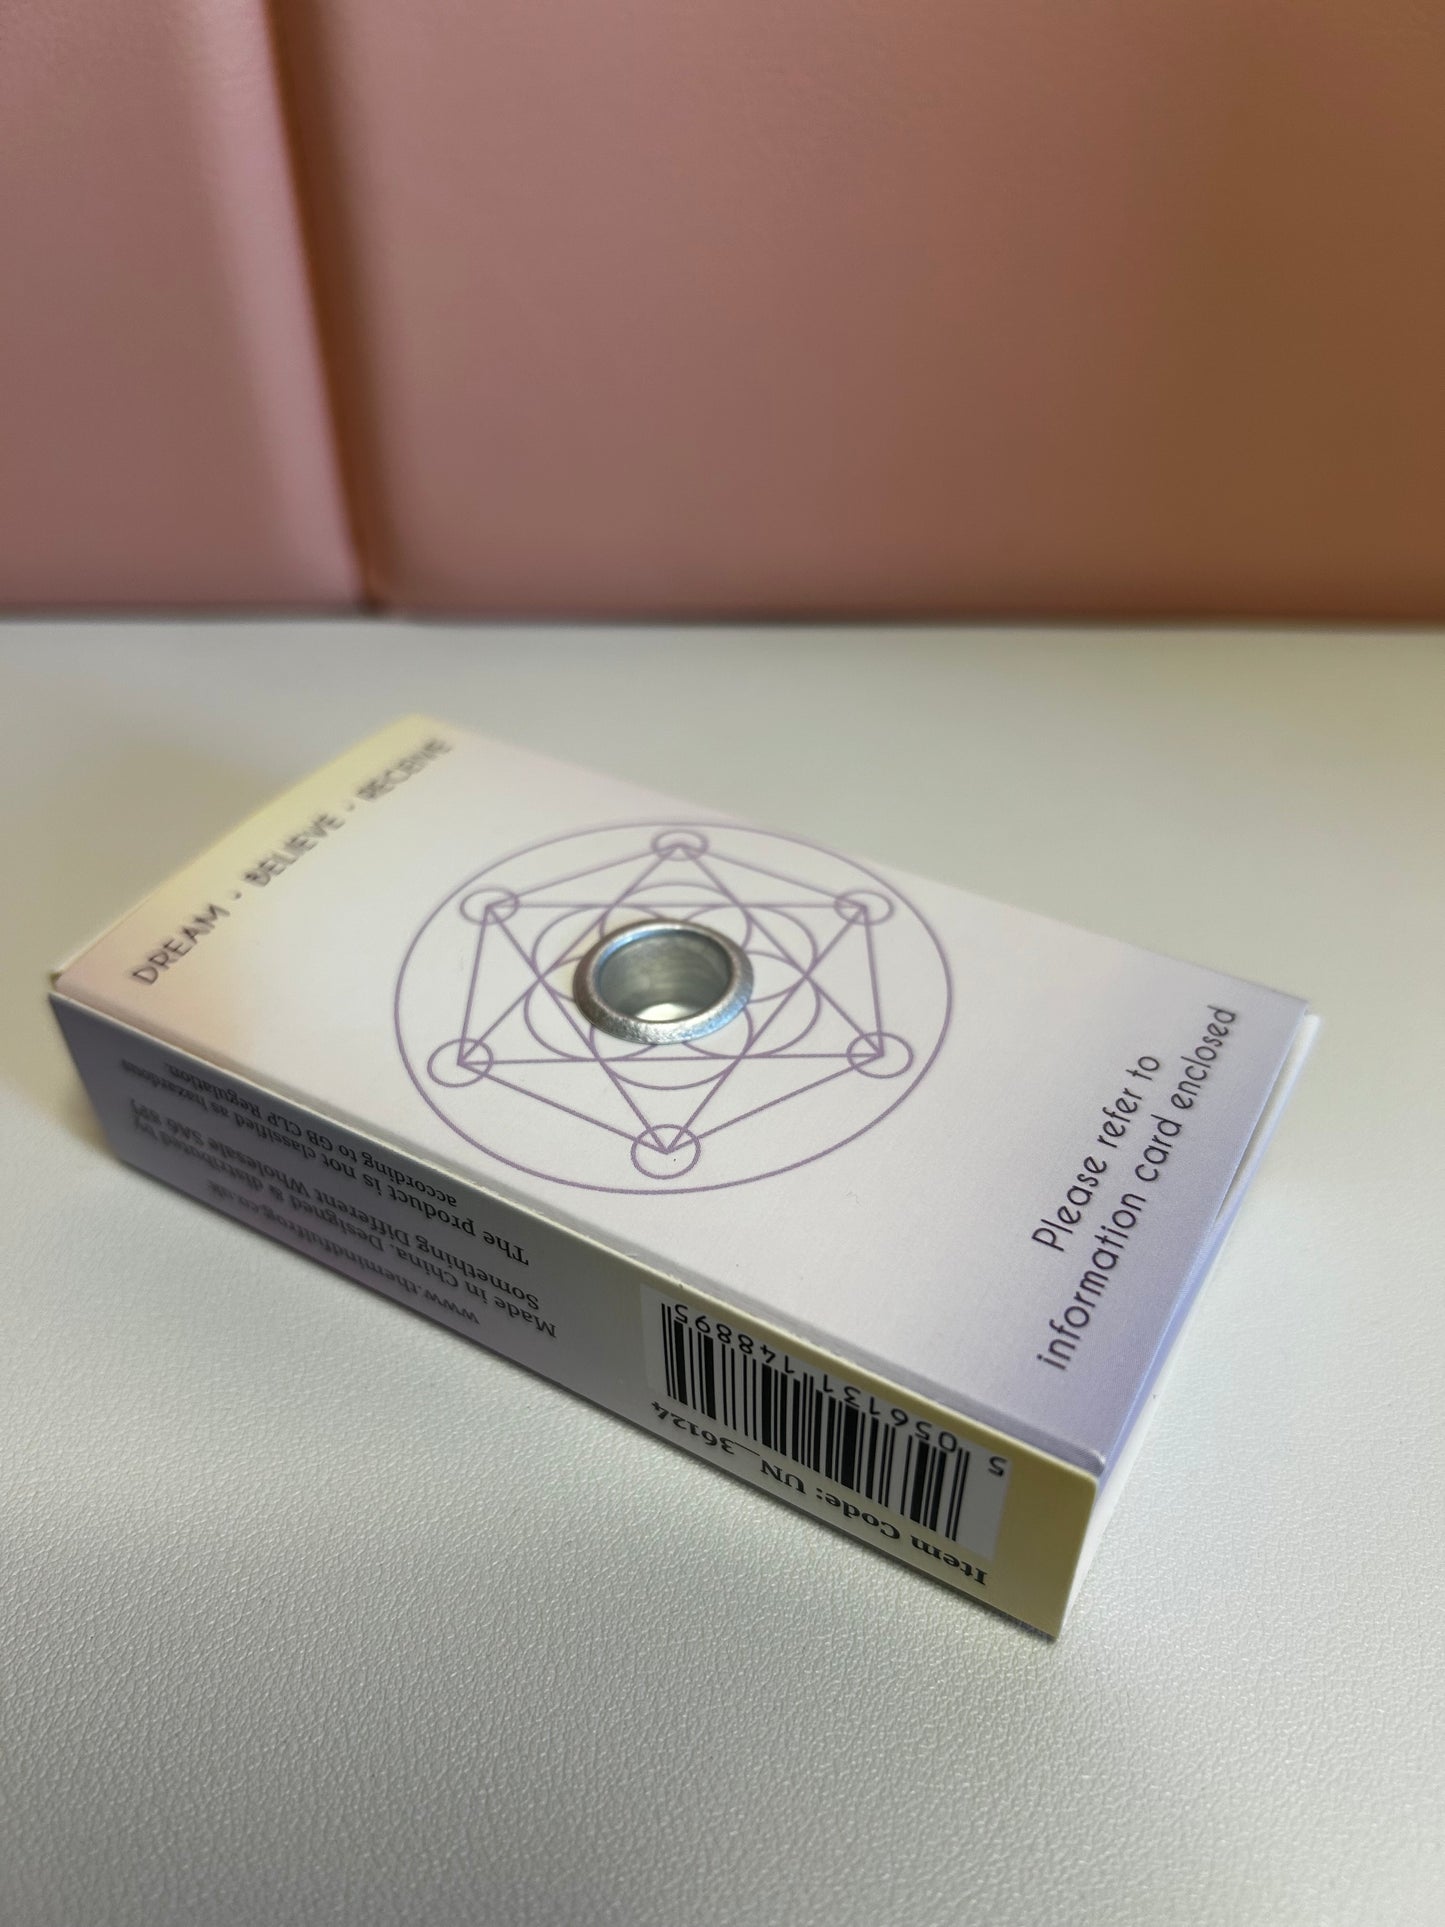 DREAM - BELIEVE - RECEIVE
Please refer to
information card enclosed
The product is not classified as hazardous
according to GB CLP Regulation.
Made in China. Designed & distributed by
Something Different Wholesale SA6 8PJ
www.themindfulfrog.co.uk
Item Code: UN_36124
5 056131 148895